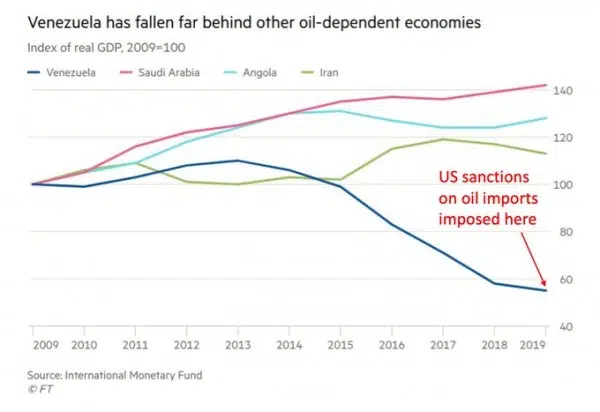 Venezuela has fallen far behind other oil-dependent economies
Index of real GDP, 2009=100
Venezuela Saudi Arabia Angola Iran
140
120
US sanctions
on oil imports
imposed here
100
80
60
40
2009 2010 2011 2012 2013 2014 2015 2016 2017 2018 2019
Source: International Monetary Fund
© FT